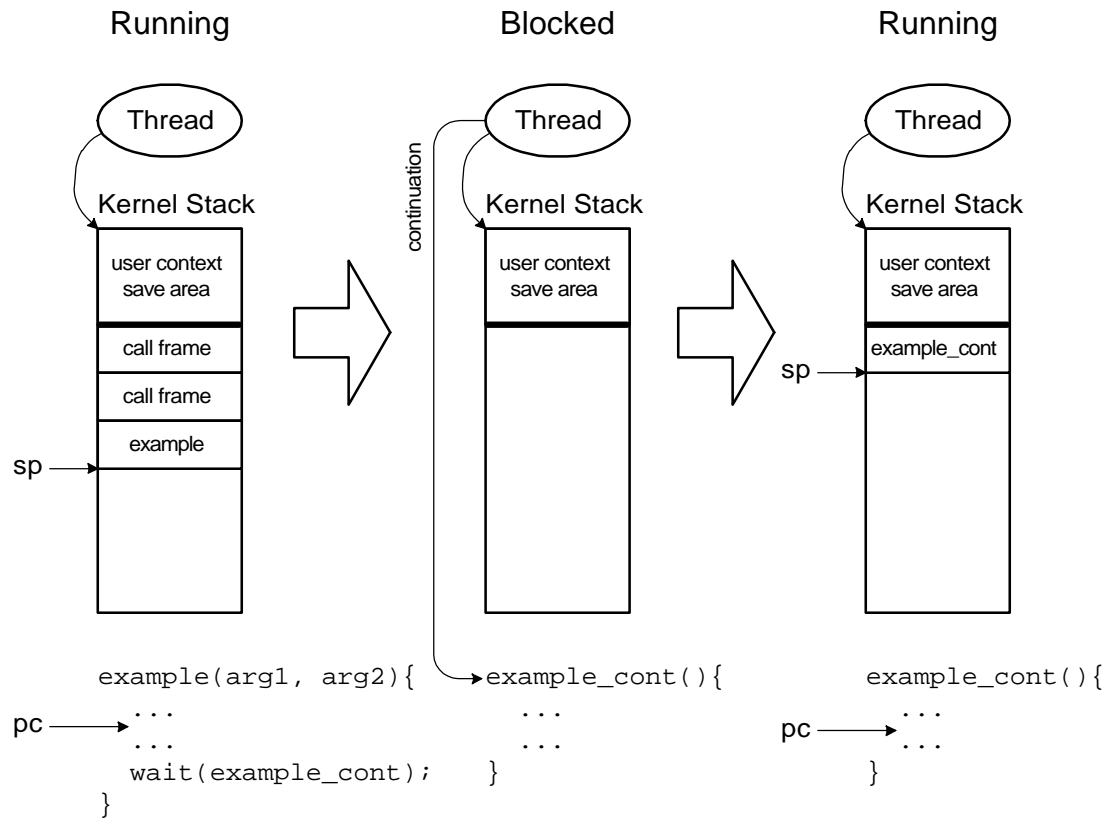 Running
Blocked
Running
Thread
Thread
Thread
continuation
Kernel Stack
Kernel Stack
Kernel Stack
user context
save area
user context
save area
user context
save area
call frame
call frame
example
sp
example_cont
sp
example(arg1, arg2){
...
...
wait(example_cont);
}
pc
example_cont(){
...
...
}
example_cont(){
...
...
}
pc